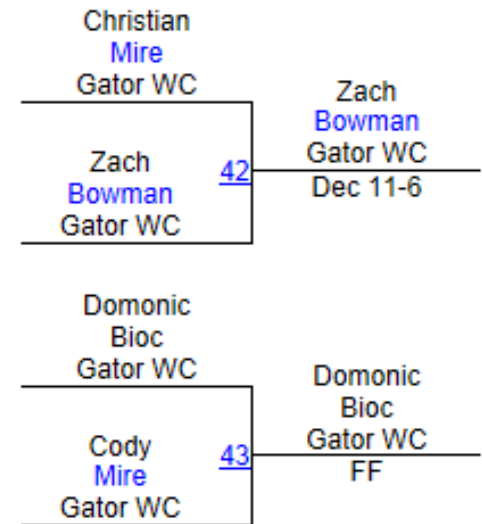 Christian
Mire
Gator WC
Zach
Bowman
Gator WC
42
Zach
Bowman
Gator WC
Dec 11-6
Domonic
Bioc
Gator WC
Cody
Mire
Gator WC
43
Domonic
Bioc
Gator WC
FF